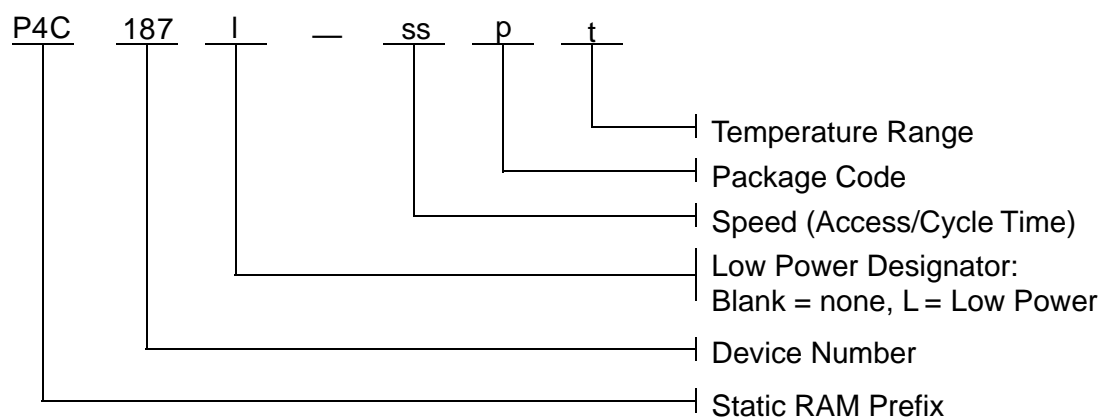 P4C 187 l — ss p t
Temperature Range
Package Code
Speed (Access/Cycle Time)
Low Power Designator:
Blank = none, L = Low Power
Device Number
Static RAM Prefix